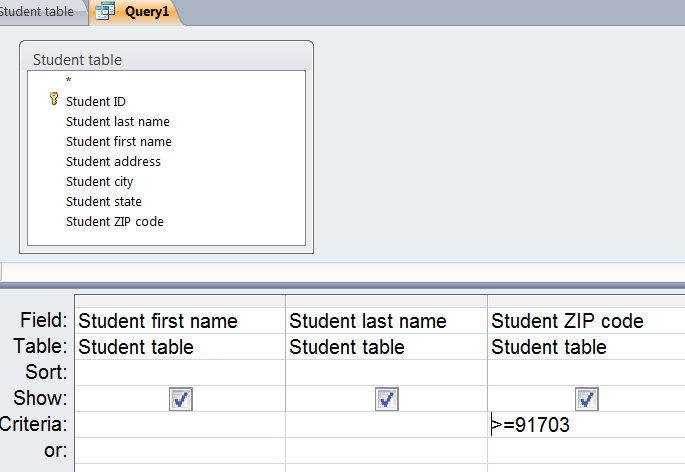 Student table Query1
Student table
*
Student ID
Student last name
Student first name
Student address
Student city
Student state
Student ZIP code
Field: Student first name Student last name Student ZIP code
Table: Student table Student table Student table
Sort:
Show:
Criteria: >=91703
or: